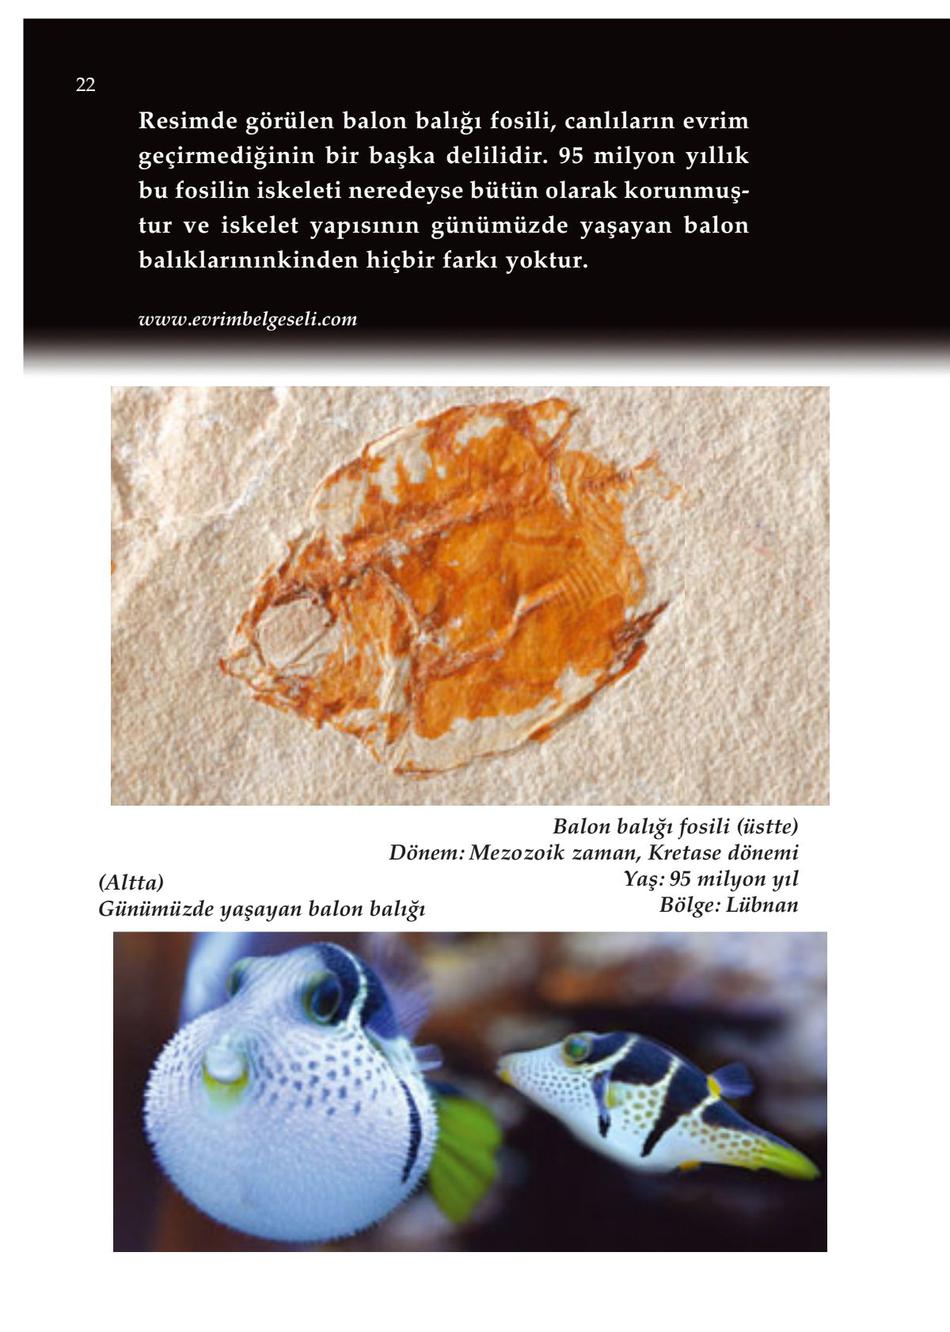 22
Resimde görülen balon balığı fosili, canlıların evrim
geçirmediğinin bir başka delilidir. 95 milyon yıllık
bu fosilin iskeleti neredeyse bütün olarak korunmuş-
tur ve iskelet yapısının günümüzde yaşayan balon
balıklarınınkinden hiçbir farkı yoktur.
www.evrimbelgeseli.com
Balon balığı fosili (üstte)
Dönem: Mezozoik zaman, Kretase dönemi
Yaş: 95 milyon yıl
Bölge: Lübnan
(Altta)
Günümüzde yaşayan balon balığı